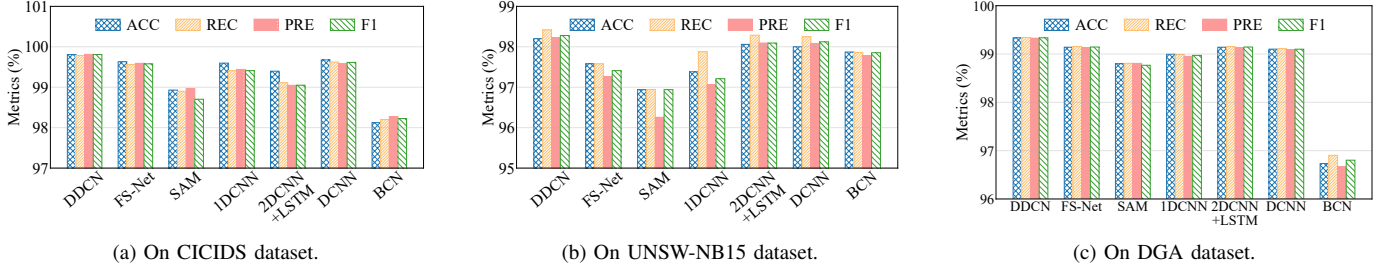 ACC REC PRE F1
Metrics (%)
101
100
99
98
97
DDCN FS-Net SAM 1DCNN 2DCNN +LSTM DCNN BCN
(a) On CICIDS dataset.
ACC REC PRE F1
Metrics (%)
99
98
97
96
95
DDCN FS-Net SAM 1DCNN 2DCNN +LSTM DCNN BCN
(b) On UNSW-NB15 dataset.
ACC REC PRE F1
Metrics (%)
100
99
98
97
96
DDCN FS-Net SAM 1DCNN 2DCNN DCNN BCN
+LSTM
(c) On DGA dataset.